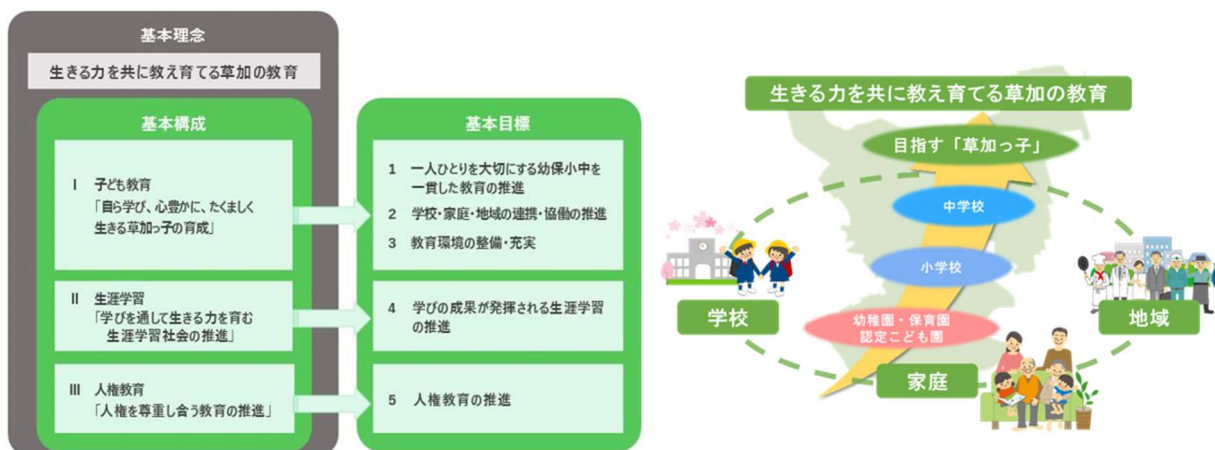 基本理念
生きる力を共に教え育てる草加の教育
基本構成
Ⅰ 子ども教育
「自ら学び、心豊かに、たくましく
生きる草加っ子の育成」
Ⅱ 生涯学習
「学びを通して生きる力を育む
生涯学習社会の推進」
Ⅲ 人権教育
「人権を尊重し合う教育の推進」
基本目標
1 一人ひとりを大切にする幼保小中を
一貫した教育の推進
2 学校・家庭・地域の連携・協働の推進
3 教育環境の整備・充実
4 学びの成果が発揮される生涯学習
の推進
5 人権教育の推進
生きる力を共に教え育てる草加の教育
目指す「草加っ子」
中学校
小学校
幼稚園・保育園
認定こども園
学校
地域
家庭